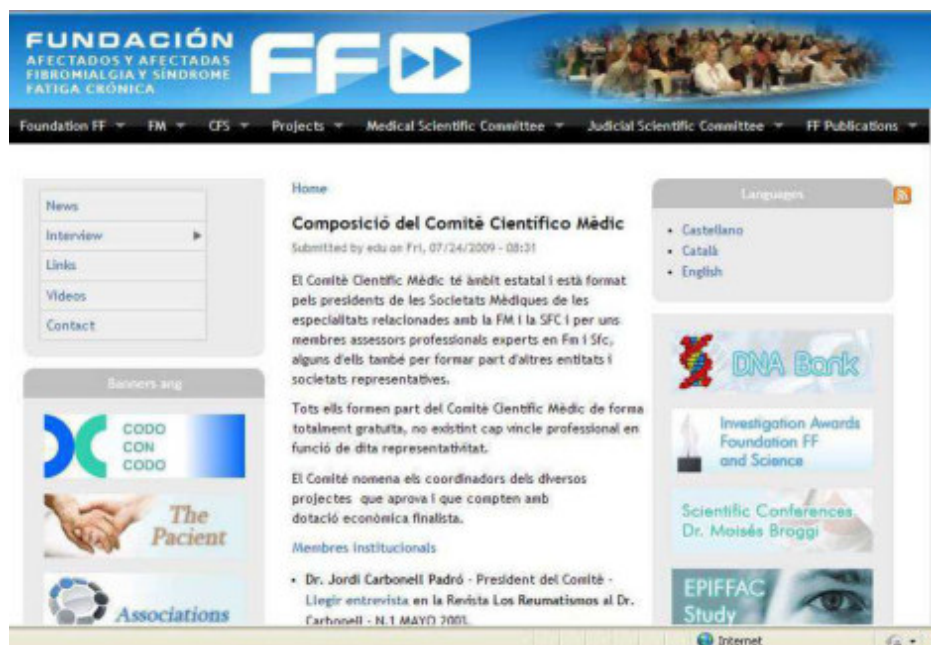 FUNDACIÓN
AFECTADOS Y AFECTADAS
FIBROMIALGIA Y SÍNDROME
FATIGA CRÓNICA
FF
Foundation FF
FM
CFS
Projects
Medical Scientific Committee
Judicial Scientific Committee
FF Publications
News
Interview
Links
Videos
Contact
Banners ang
CODO
CON
CODO
The
Pacient
Associations
Home
Composició del Comitè Científico Mèdic
Submitted by edu on Fri, 07/24/2009 - 08:31
El Comitè Científic Mèdic té àmbit estatal i està format
pels presidents de les Societats Mèdiques de les
especialitats relacionades amb la FM i la SFC i per uns
membres assessors professionals experts en Fm i Sfc,
alguns d'ells també per formar part d'altres entitats i
societats representatives.
Tots ells formen part del Comitè Científic Mèdic de forma
totalment gratuïta, no existint cap vincle professional en
funció de dita representativitat.
El Comité nomena els coordinadors dels diversos
projectes que aprova i que compten amb
dotació econòmica finalista.
Membres institucionals
• Dr. Jordi Carbonell Padró - President del Comitè -
Llegir entrevista en la Revista Los Reumatismos al Dr.
Carbonell - N.1 MAYO 2003.
Languages
• Castellano
• Català
• English
DNA Bank
Investigation Awards
Foundation FF
and Science
Scientific Conferences
Dr. Moisés Broggi
EPIFFAC
Study
Internet